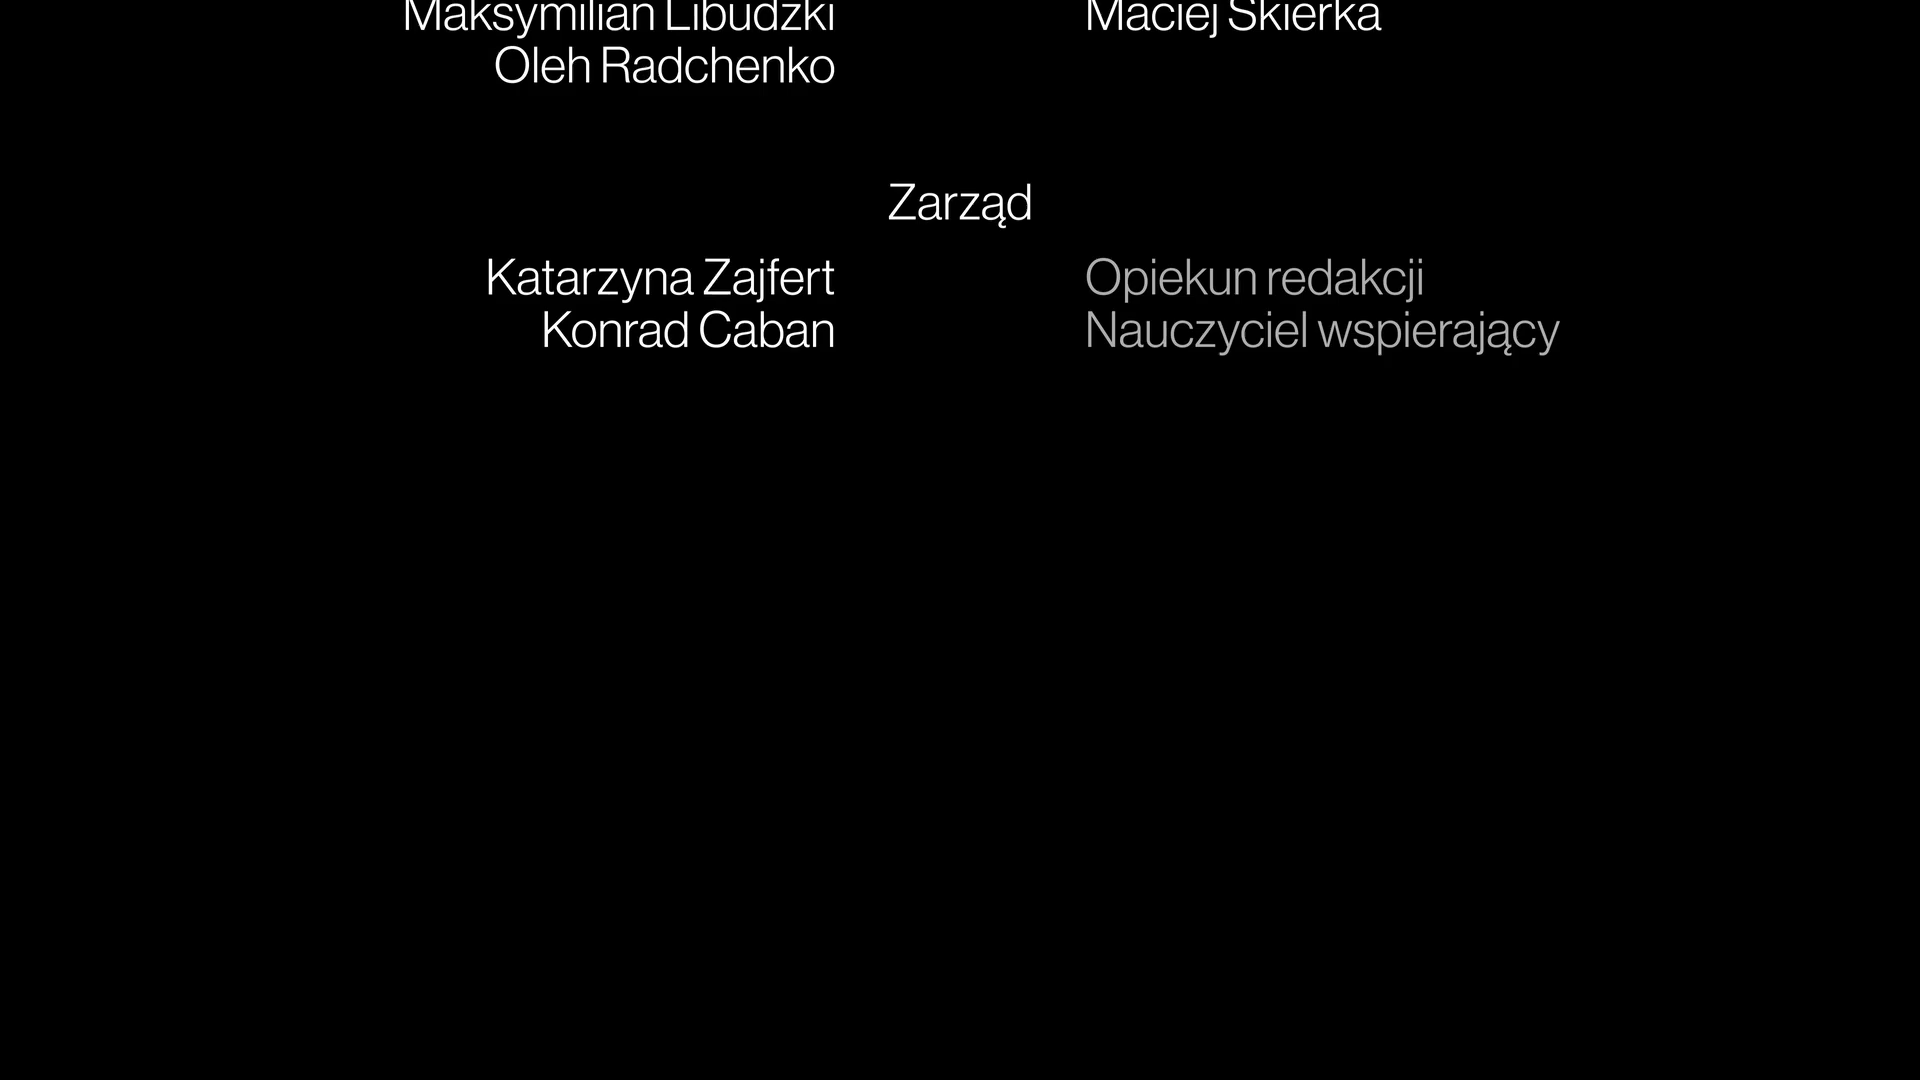 Maksymilian Libudzki Maciej Skierka
Oleh Radchenko
Zarząd
Katarzyna Zajfert Opiekun redakcji
Konrad Caban Nauczyciel wspierający